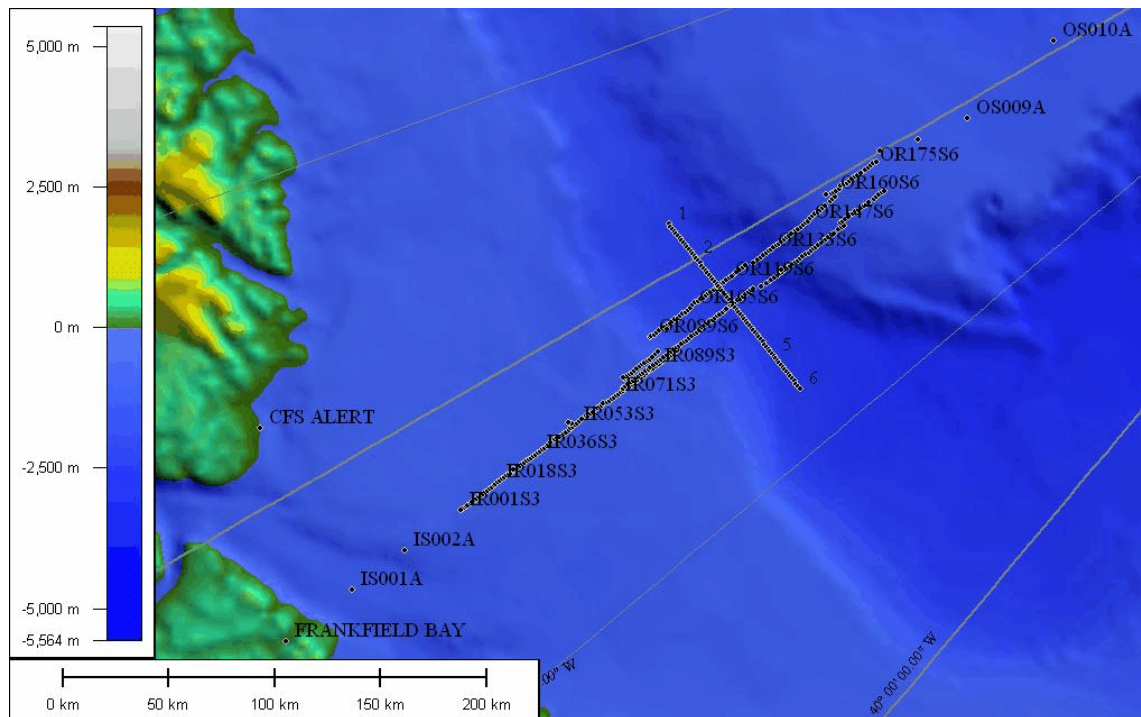 5,000 m
2,500 m
0 m
-2,500 m
-5,000 m
-5,564 m
0 km
50 km
100 km
150 km
200 km
OS010A
OS009A
OR175S6
OR160S6
OR147S6
OR133S6
OR119S6
OR105S6
OR089S6
1
2
5
6
IR089S3
IR071S3
IR053S3
IR036S3
IR018S3
IR001S3
CFS ALERT
IS002A
IS001A
FRANKFIELD BAY
00" W
40° 00' 00.00" W